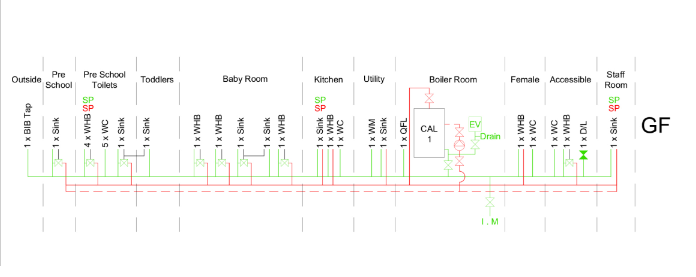 Outside
Pre
School
Pre School
Toilets
Toddlers
Baby Room
Kitchen
Utility
Boiler Room
Female
Accessible
Staff
Room
SP
SP
SP
SP
SP
SP
1 x BIB Tap
1 x Sink
4 x WHB
5 x WC
1 x Sink
1 x Sink
1 x WHB
1 x WHB
1 x Sink
1 x Sink
1 x WHB
1 x Sink
1 x WHB
1 x WC
1 x WM
1 x Sink
1 x QFL
CAL
1
EV
Drain
1 x WHB
1 x WC
1 x WC
1 x WHB
1 x D/L
1 x Sink
GF
I . M